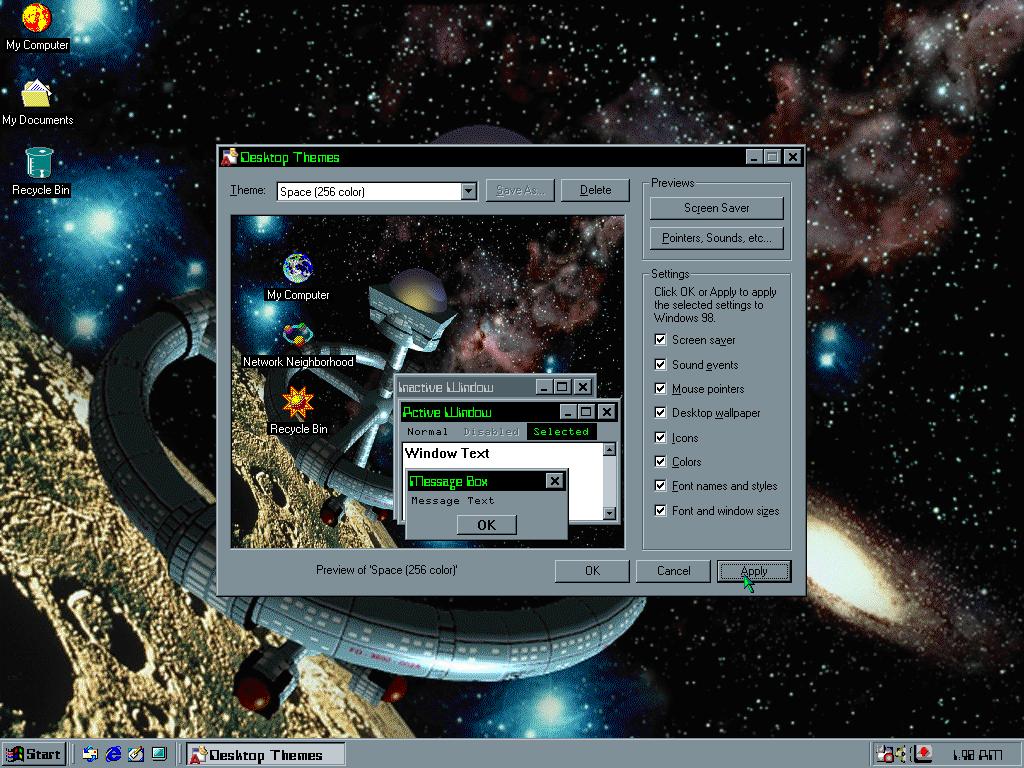 My Computer
My Documents
Recycle Bin
Desktop Themes
Theme:
Space (256 color)
Save As...
Delete
Previews
Screen Saver
Pointers, Sounds, etc...
My Computer
Network Neighborhood
Recycle Bin
Inactive Window
Active Window
Normal Disabled Selected
Window Text
Message Box
Message Text
OK
Settings
Click OK or Apply to apply
the selected settings to
Windows 98.
Screen saver
Sound events
Mouse pointers
Desktop wallpaper
Icons
Colors
Font names and styles
Font and window sizes
Preview of 'Space (256 color)'
OK
Cancel
Apply
Start
Desktop Themes